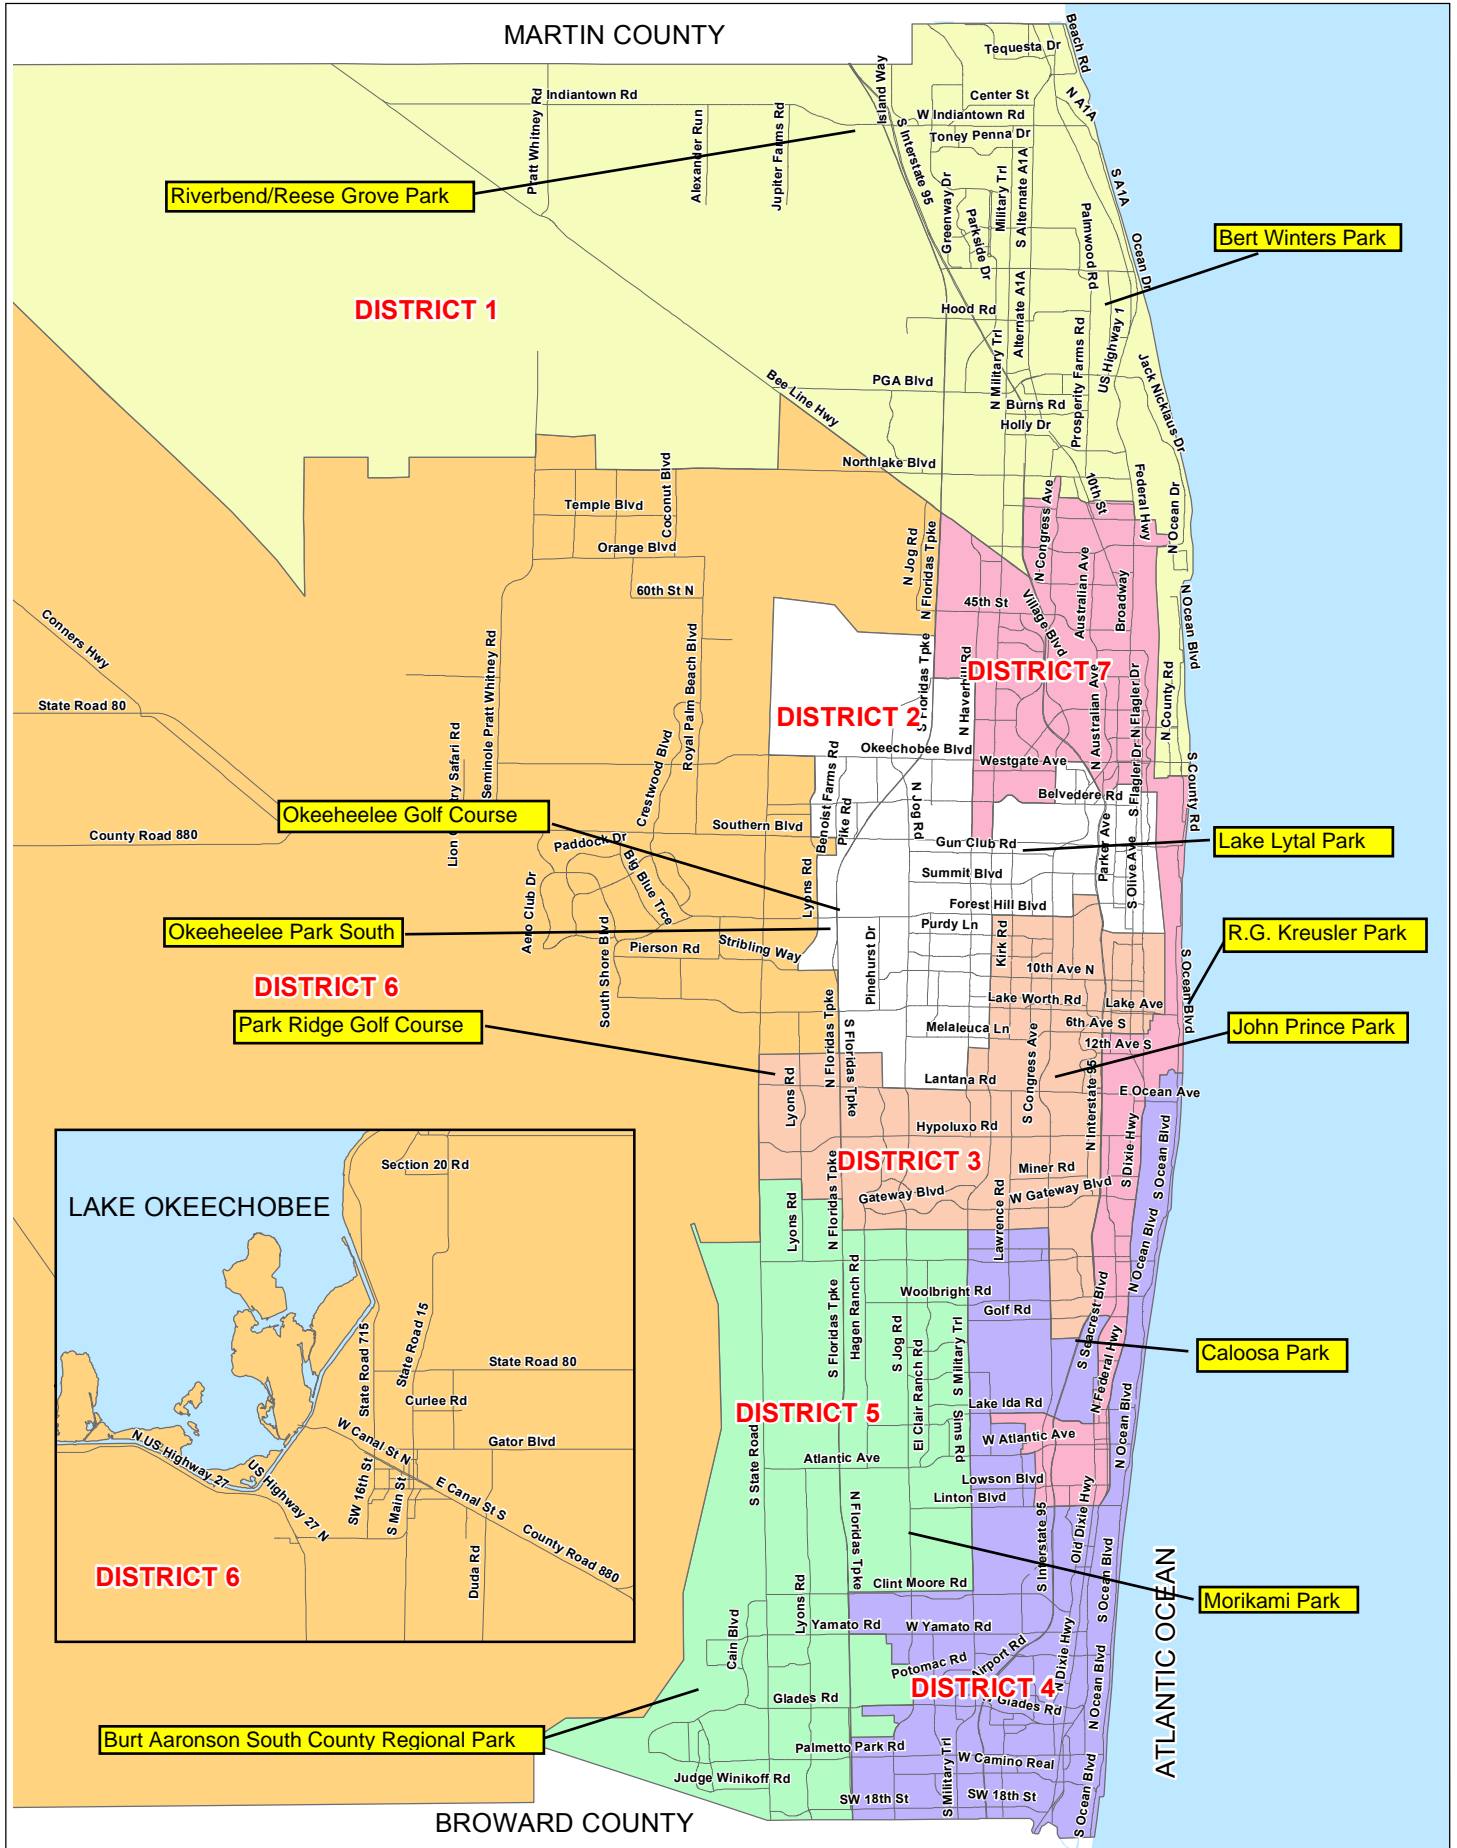 MARTIN COUNTY
Beach Rd
Tequesta Dr
Island Way
Pratt Whitney Rd
Indiantown Rd
Center St
N A1A
Alexander Run
Jupiter Farms Rd
S Interstate 95
W Indiantown Rd
Toney Penna Dr
Riverbend/Reese Grove Park
Greenway Dr
Parkside Dr
Military Trl
S Alternate A1A
S A1A
Palmwood Rd
Ocean Dr
Bert Winters Park
DISTRICT 1
Hood Rd
Alternate A1A
N Military Trl
Prosperity Farms Rd
US Highway 1
Jack Nicklaus Dr
Bee Line Hwy
PGA Blvd
Burns Rd
Holly Dr
Northlake Blvd
Coconut Blvd
Temple Blvd
Orange Blvd
60th St N
N Jog Rd
N Floridas Tpke
N Congress Ave
10th St
Federal Hwy
N Ocean Dr
Australian Ave
Broadway
45th St
Village Blvd
N Ocean Blvd
Conners Hwy
State Road 80
Seminole Pratt Whitney Rd
Royal Palm Beach Blvd
DISTRICT 7
DISTRICT 2
S Floridas Tpke
N Haverhill Rd
N Australian Ave
N Flagler Dr
N County Rd
Okeechobee Blvd
Westgate Ave
S Flagler Dr
S County Rd
Crestwood Blvd
Benoist Farms Rd
Pike Rd
N Jog Rd
Belvedere Rd
Okeeheelee Golf Course
County Road 880
Southern Blvd
Paddock Dr
Big Blue Trce
Gun Club Rd
Parker Ave
S Olive Ave
Lake Lytal Park
Summit Blvd
Lyons Rd
Forest Hill Blvd
Aero Club Dr
South Shore Blvd
Okeeheelee Park South
Pierson Rd
Stribling Way
Purdy Ln
Pinehurst Dr
Kirk Rd
R.G. Kreusler Park
S Ocean Blvd
10th Ave N
DISTRICT 6
Lake Worth Rd
Lake Ave
Park Ridge Golf Course
N Floridas Tpke
S Floridas Tpke
Melaleuca Ln
6th Ave S
12th Ave S
John Prince Park
S Congress Ave
N Interstate 95
Lantana Rd
E Ocean Ave
Lyons Rd
Hypoluxo Rd
S Dixie Hwy
S Ocean Blvd
DISTRICT 3
Miner Rd
Gateway Blvd
W Gateway Blvd
Lawrence Rd
Lyons Rd
N Floridas Tpke
N Ocean Blvd
Section 20 Rd
LAKE OKEECHOBEE
State Road 715
State Road 15
State Road 80
Curlee Rd
Gator Blvd
W Canal St N
N US Highway 27
US Highway 27 N
SW 16th St
S Main St
E Canal St S
County Road 880
Duda Rd
DISTRICT 6
Hagen Ranch Rd
S Floridas Tpke
Woolbright Rd
Golf Rd
S Seacrest Blvd
S Jog Rd
El Clair Ranch Rd
S Military Trl
N Federal Hwy
Caloosa Park
DISTRICT 5
Lake Ida Rd
Sims Rd
W Atlantic Ave
N Ocean Blvd
S State Road
Atlantic Ave
Lowson Blvd
Linton Blvd
N Floridas Tpke
S Interstate 95
Old Dixie Hwy
S Ocean Blvd
Clint Moore Rd
Morikami Park
Lyons Rd
Cain Blvd
Yamato Rd
W Yamato Rd
Potomac Rd
Airport Rd
N Dixie Hwy
N Ocean Blvd
DISTRICT 4
Glades Rd
W Glades Rd
Burt Aaronson South County Regional Park
Palmetto Park Rd
W Camino Real
Judge Winikoff Rd
S Military Trl
SW 18th St
SW 18th St
S Ocean Blvd
ATLANTIC OCEAN
BROWARD COUNTY